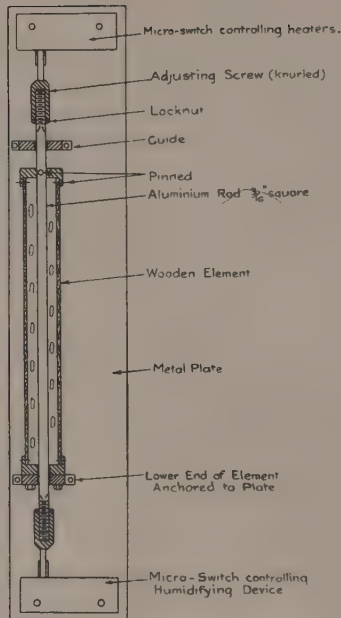 Micro-switch controlling heaters.
Adjusting Screw (knurled)
Locknut
Guide
Pinned
Aluminium Rod 3/16" square
Wooden Element
Metal Plate
Lower End of Element
Anchored to Plate
Micro-Switch controlling
Humidifying Device